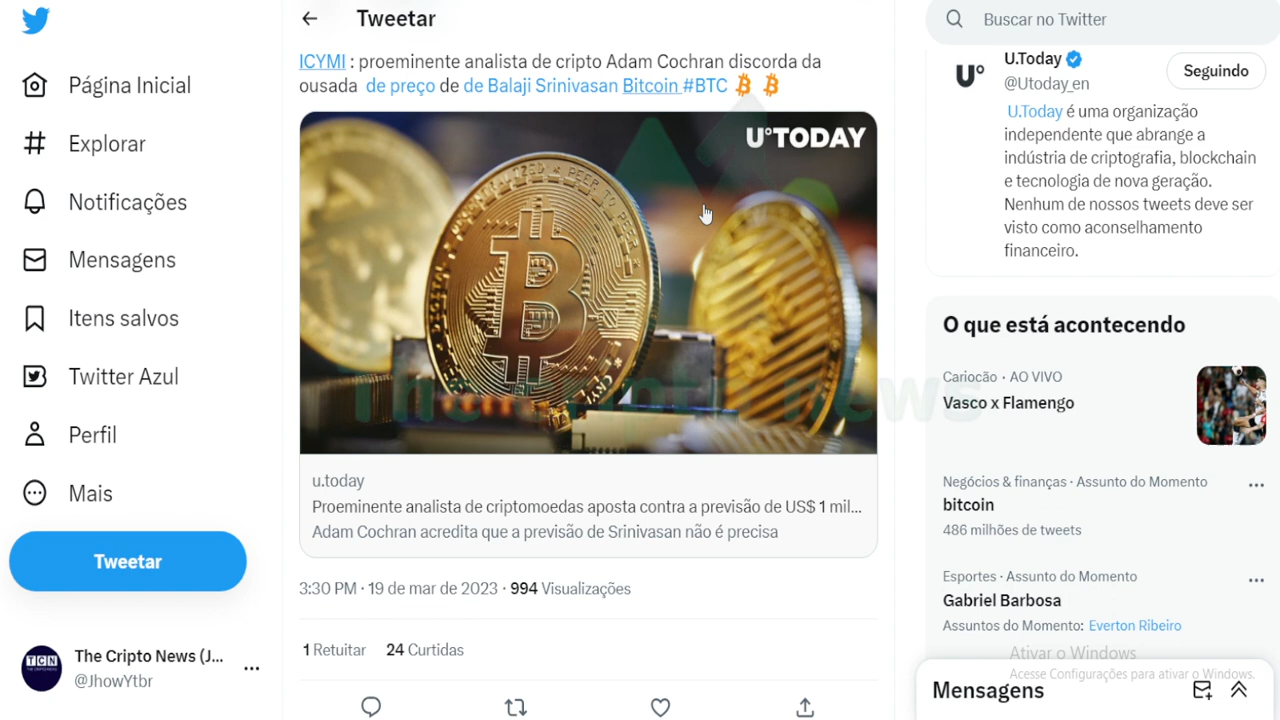 Tweetar
Buscar no Twitter
Página Inicial
Explorar
Notificações
Mensagens
Itens salvos
Twitter Azul
Perfil
Mais
Tweetar
The Cripto News (J...
@JhowYtbr
ICYMI : proeminente analista de cripto Adam Cochran discorda da
ousada de preço de de Balaji Srinivasan Bitcoin #BTC
U°TODAY
u.today
Proeminente analista de criptomoedas aposta contra a previsão de US$ 1 mil...
Adam Cochran acredita que a previsão de Srinivasan não é precisa
3:30 PM · 19 de mar de 2023 · 994 Visualizações
1 Retuitar 24 Curtidas
U°
U.Today
@Utoday_en
Seguindo
U.Today é uma organização
independente que abrange a
indústria de criptografia, blockchain
e tecnologia de nova geração.
Nenhum de nossos tweets deve ser
visto como aconselhamento
financeiro.
O que está acontecendo
Cariocão · AO VIVO
Vasco x Flamengo
Negócios & finanças · Assunto do Momento
bitcoin
486 milhões de tweets
Esportes · Assunto do Momento
Gabriel Barbosa
Assuntos do Momento: Everton Ribeiro
Ativar o Windows
Acesse Configurações para ativar o Windows.
Mensagens
TCN